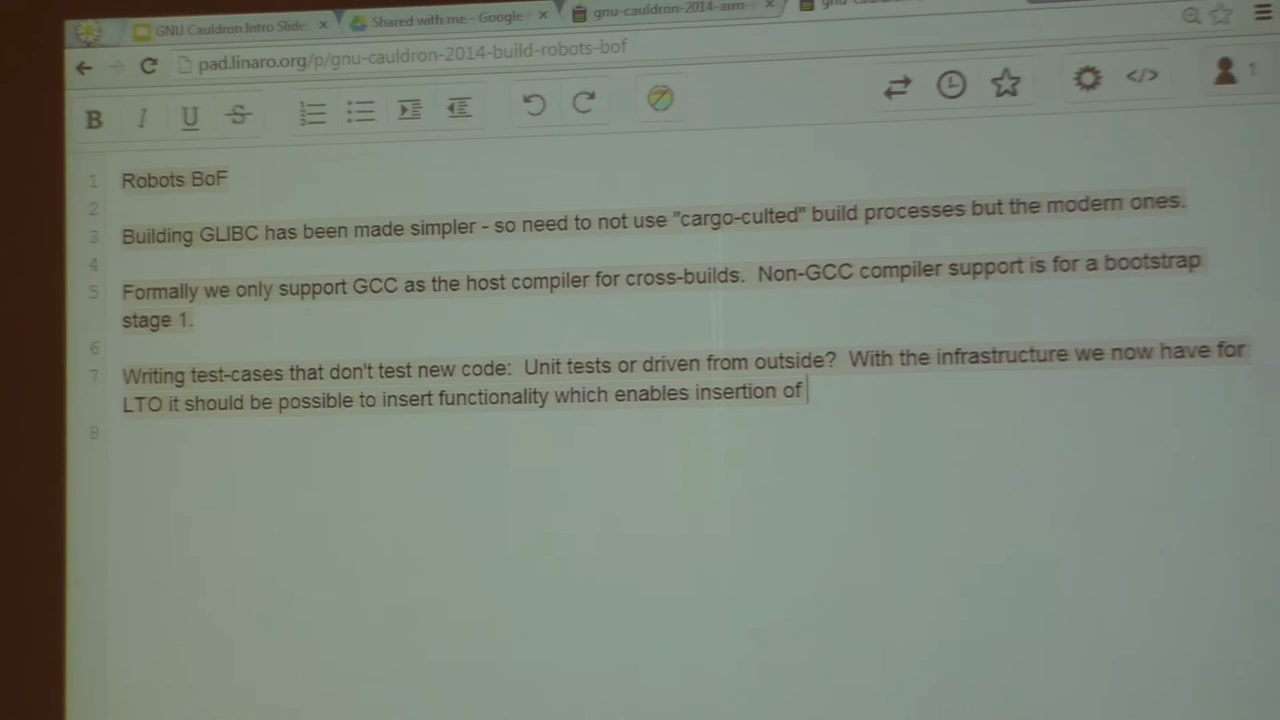 GNU Cauldron Intro Slide
Shared with me - Google
gnu-cauldron-2014-arm-
pad.linaro.org/p/gnu-cauldron-2014-build-robots-bof
B I U S </> 1
1 Robots BoF
2
3 Building GLIBC has been made simpler - so need to not use "cargo-culted" build processes but the modern ones.
4
5 Formally we only support GCC as the host compiler for cross-builds. Non-GCC compiler support is for a bootstrap
stage 1.
6
7 Writing test-cases that don't test new code: Unit tests or driven from outside? With the infrastructure we now have for
LTO it should be possible to insert functionality which enables insertion of
8